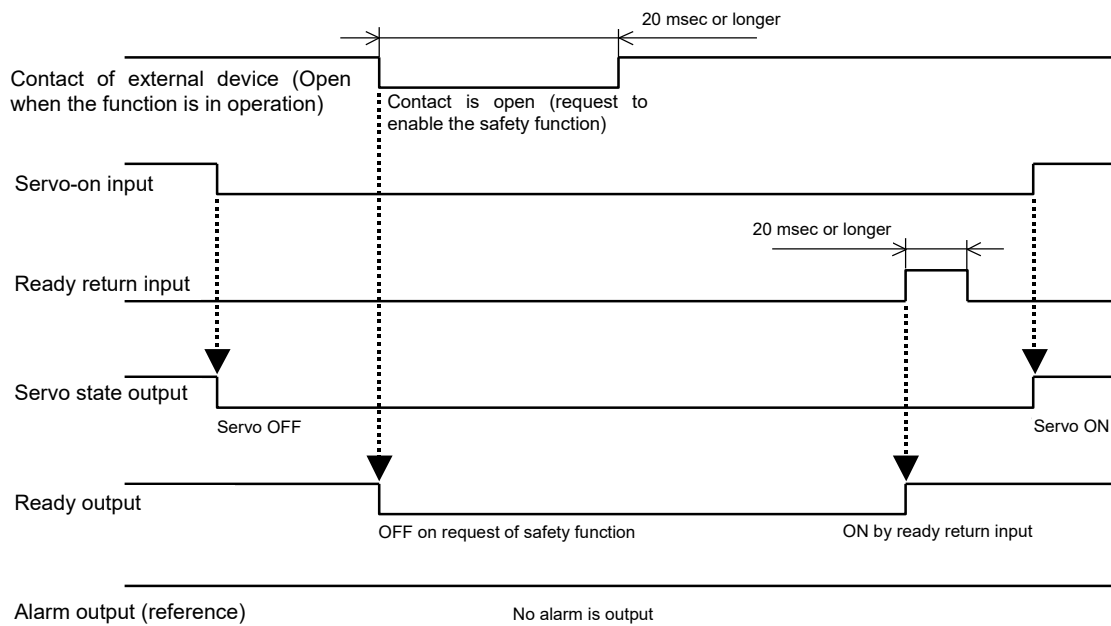 20 msec or longer
Contact of external device (Open
when the function is in operation)
Contact is open (request to
enable the safety function)
Servo-on input
20 msec or longer
Ready return input
Servo state output
Servo OFF
Servo ON
Ready output
OFF on request of safety function
ON by ready return input
Alarm output (reference)
No alarm is output